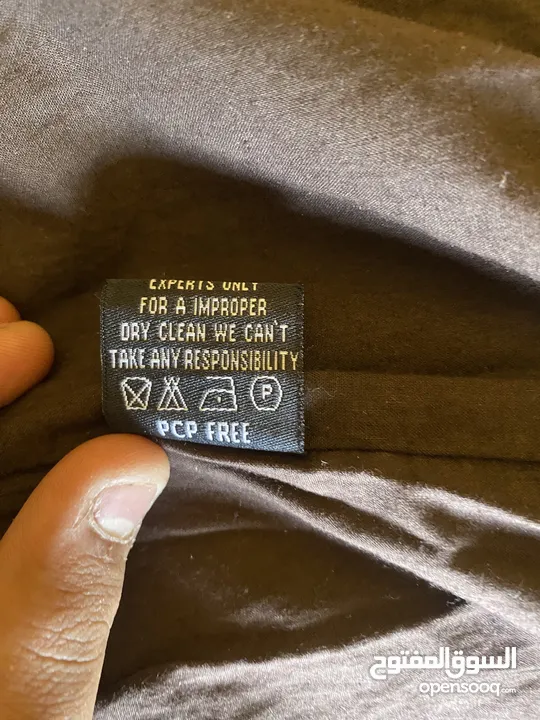 EXPERTS ONLY
FOR A IMPROPER
DRY CLEAN WE CAN'T
TAKE ANY RESPONSIBILITY
P
PCP FREE
السوق المفتوح
opensooq.com